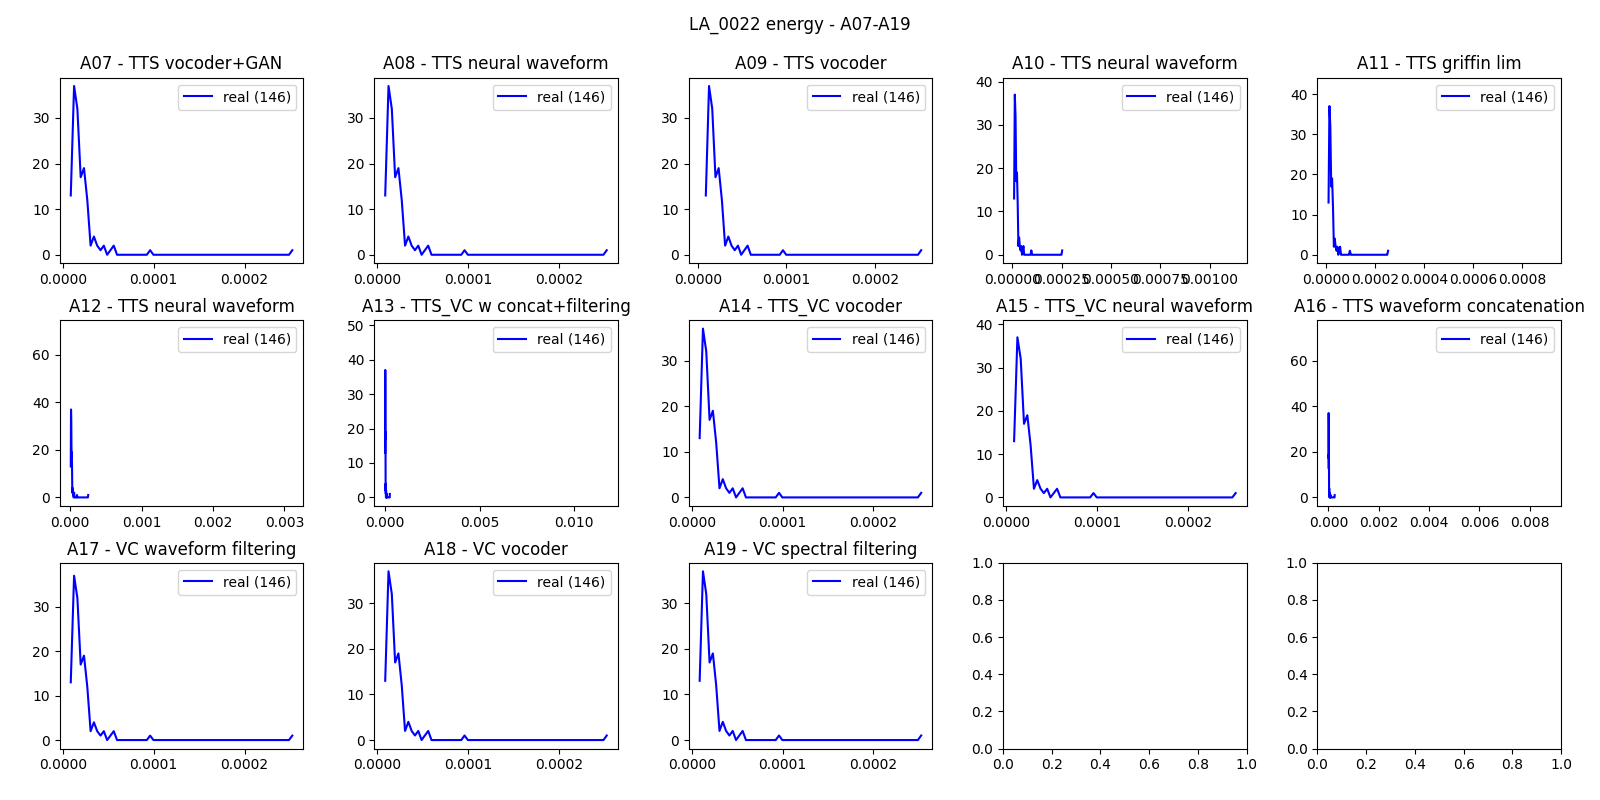 LA_0022 energy - A07-A19
A07 - TTS vocoder+GAN
real (146)
30
20
10
0
0.0000 0.0001 0.0002
A08 - TTS neural waveform
real (146)
30
20
10
0
0.0000 0.0001 0.0002
A09 - TTS vocoder
real (146)
30
20
10
0
0.0000 0.0001 0.0002
A10 - TTS neural waveform
real (146)
40
30
20
10
0
0.00000 0.00025 0.00050 0.00075 0.00100
A11 - TTS griffin lim
real (146)
40
30
20
10
0
0.0000 0.0002 0.0004 0.0006 0.0008
A12 - TTS neural waveform
real (146)
60
40
20
0
0.000 0.001 0.002 0.003
A13 - TTS_VC w concat+filtering
real (146)
50
40
30
20
10
0
0.000 0.005 0.010
A14 - TTS_VC vocoder
real (146)
30
20
10
0
0.0000 0.0001 0.0002
A15 - TTS_VC neural waveform
real (146)
40
30
20
10
0
0.0000 0.0001 0.0002
A16 - TTS waveform concatenation
real (146)
60
40
20
0
0.000 0.002 0.004 0.006 0.008
A17 - VC waveform filtering
real (146)
30
20
10
0
0.0000 0.0001 0.0002
A18 - VC vocoder
real (146)
30
20
10
0
0.0000 0.0001 0.0002
A19 - VC spectral filtering
real (146)
30
20
10
0
0.0000 0.0001 0.0002
1.0
0.8
0.6
0.4
0.2
0.0
0.0 0.2 0.4 0.6 0.8 1.0
1.0
0.8
0.6
0.4
0.2
0.0
0.0 0.2 0.4 0.6 0.8 1.0